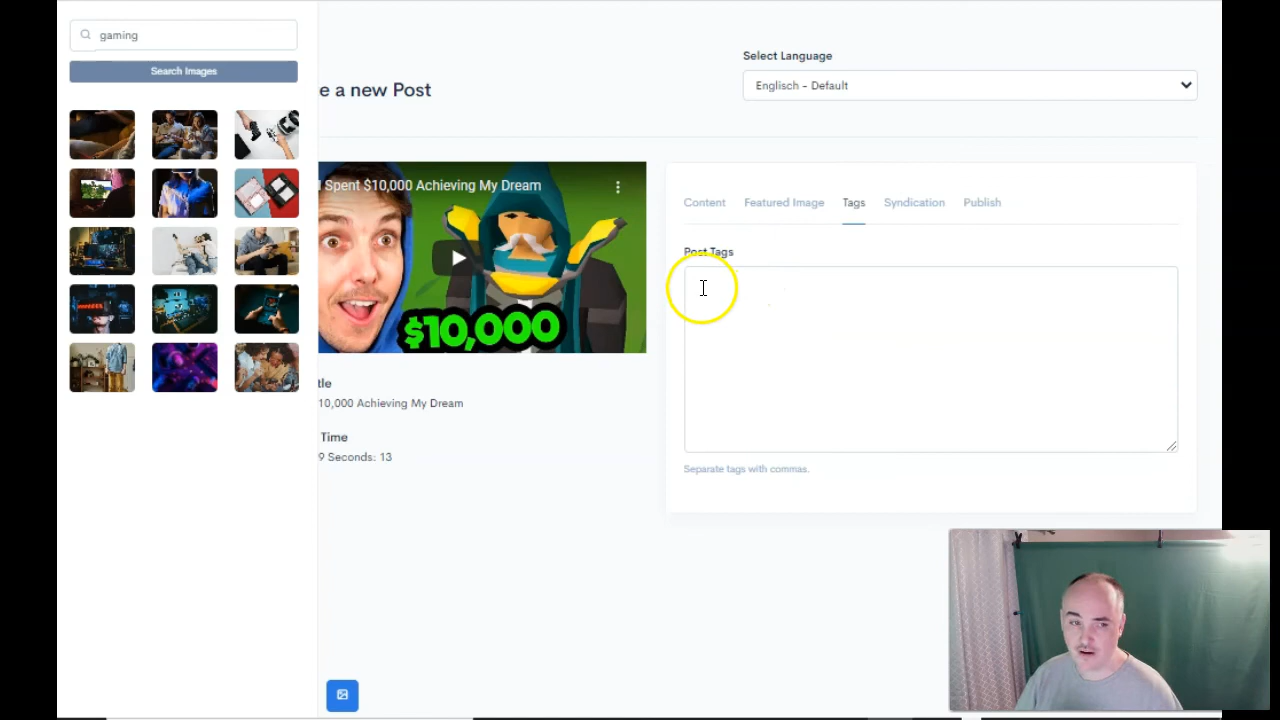 gaming
Search Images
e a new Post
Select Language
Englisch - Default
I Spent $10,000 Achieving My Dream
$10,000
tle
10,000 Achieving My Dream
Time
9 Seconds: 13
Content
Featured Image
Tags
Syndication
Publish
Post Tags
Separate tags with commas.